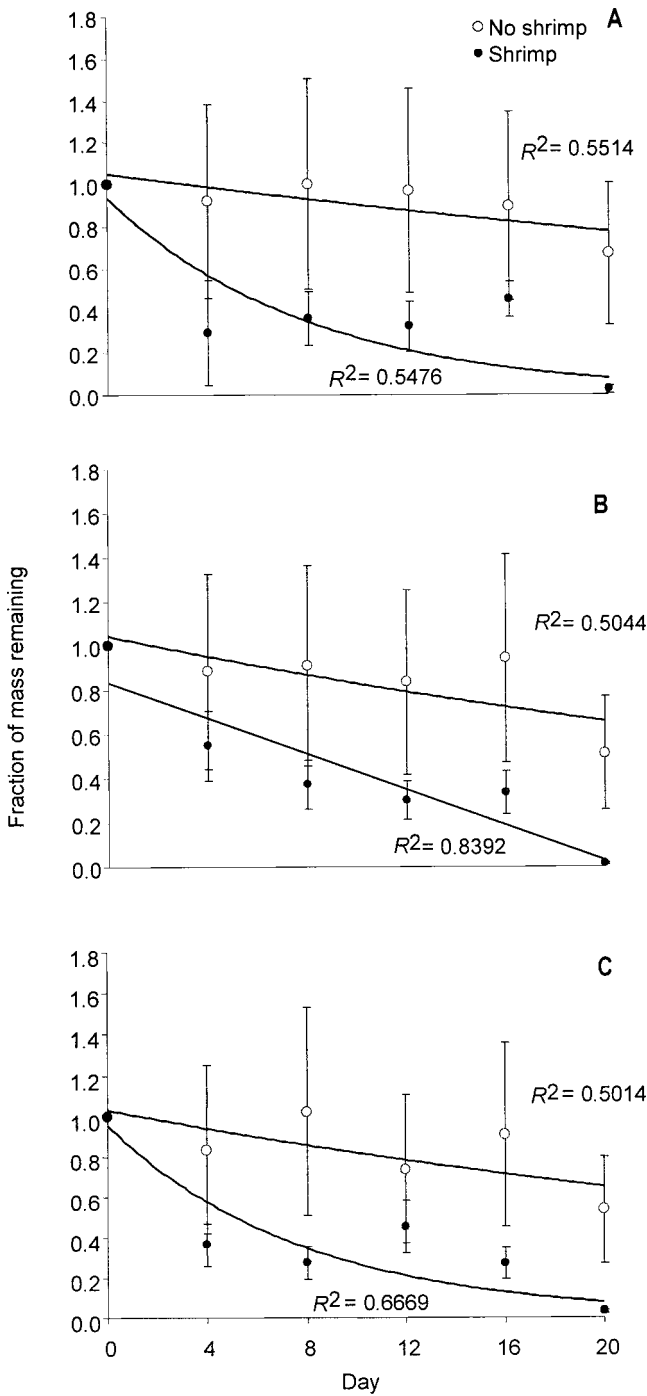 A
No shrimp
Shrimp
1.8
1.6
1.4
1.2
1.0
0.8
0.6
0.4
0.2
0.0
R2= 0.5514
R2= 0.5476
B
1.8
1.6
1.4
1.2
1.0
0.8
0.6
0.4
0.2
0.0
R2= 0.5044
R2= 0.8392
Fraction of mass remaining
C
1.8
1.6
1.4
1.2
1.0
0.8
0.6
0.4
0.2
0.0
R2= 0.5014
R2= 0.6669
0 4 8 12 16 20
Day